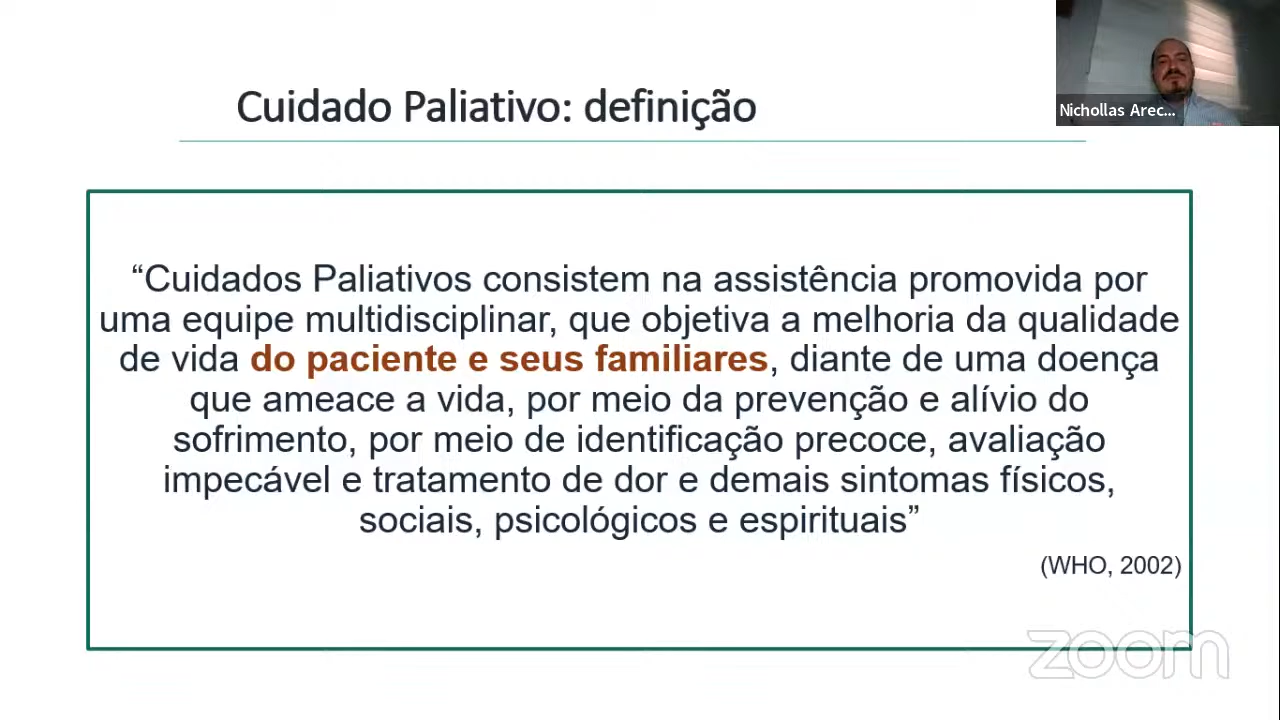 Cuidado Paliativo: definição
Nichollas Arec...
“Cuidados Paliativos consistem na assistência promovida por
uma equipe multidisciplinar, que objetiva a melhoria da qualidade
de vida do paciente e seus familiares, diante de uma doença
que ameace a vida, por meio da prevenção e alívio do
sofrimento, por meio de identificação precoce, avaliação
impecável e tratamento de dor e demais sintomas físicos,
sociais, psicológicos e espirituais”
(WHO, 2002)
zoom